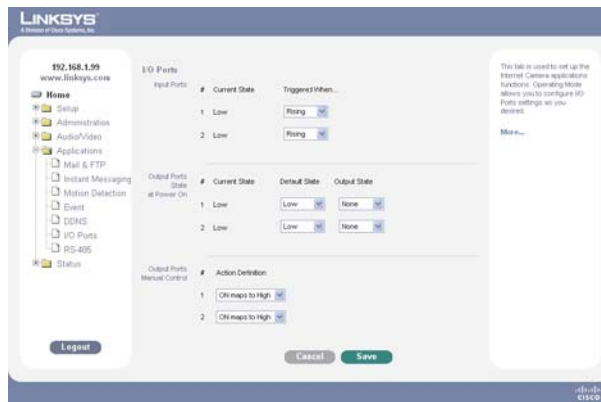 LINKSYS
A Division of Cisco Systems, Inc.
192.168.1.99
www.linksys.com
Home
Setup
Administration
Audio/Video
Applications
Mail & FTP
Instant Messaging
Motion Detection
Event
DDNS
I/O Ports
RS-485
Status
Logout
I/O Ports
Input Ports
# Current State Triggered When...
1 Low Rising
2 Low Rising
Output Ports
State
at Power On
# Current State Default State Output State
1 Low Low None
2 Low Low None
Output Ports
Manual Control
# Action Definition
1 ON maps to High
2 ON maps to High
Cancel Save
This tab is used to set up the
Internet Camera applications
functions. Operating Mode
allows you to configure I/O
Ports settings as you
desired.
More...
CISCO